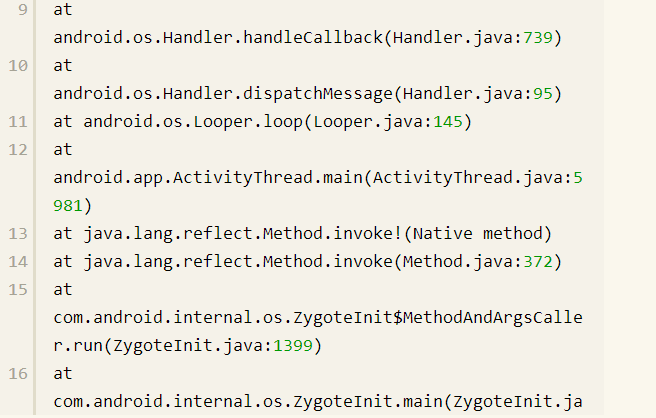 9 at
android.os.Handler.handleCallback(Handler.java:739)
10 at
android.os.Handler.dispatchMessage(Handler.java:95)
11 at android.os.Looper.loop(Looper.java:145)
12 at
android.app.ActivityThread.main(ActivityThread.java:5
981)
13 at java.lang.reflect.Method.invoke!(Native method)
14 at java.lang.reflect.Method.invoke(Method.java:372)
15 at
com.android.internal.os.ZygoteInit$MethodAndArgsCalle
r.run(ZygoteInit.java:1399)
16 at
com.android.internal.os.ZygoteInit.main(ZygoteInit.ja